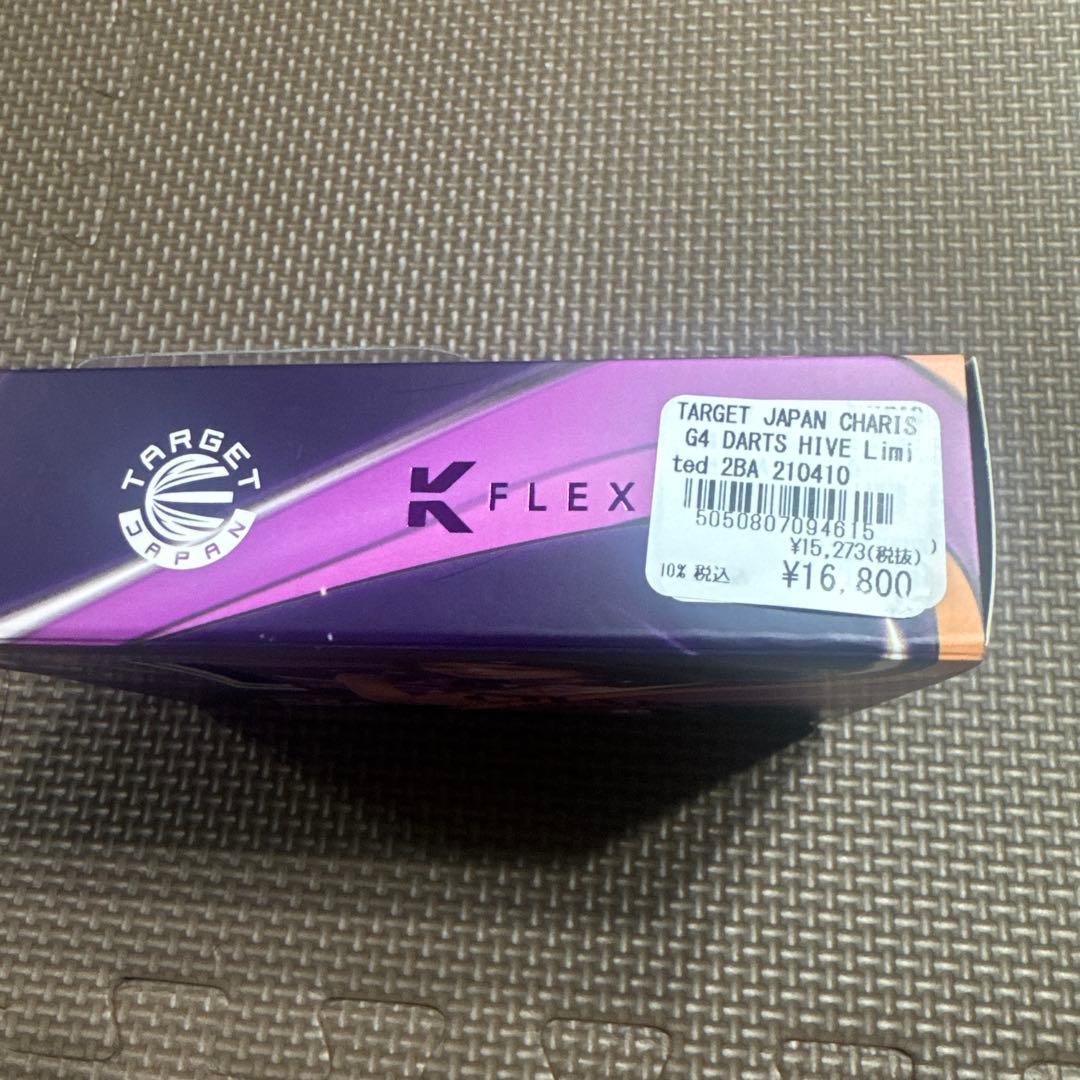 TARGET
JAPAN
K FLEX
TARGET JAPAN CHARIS
G4 DARTS HIVE Limi
ted 2BA 210410
5050807094615
¥15,273(税抜)
10% 税込 ¥16,800